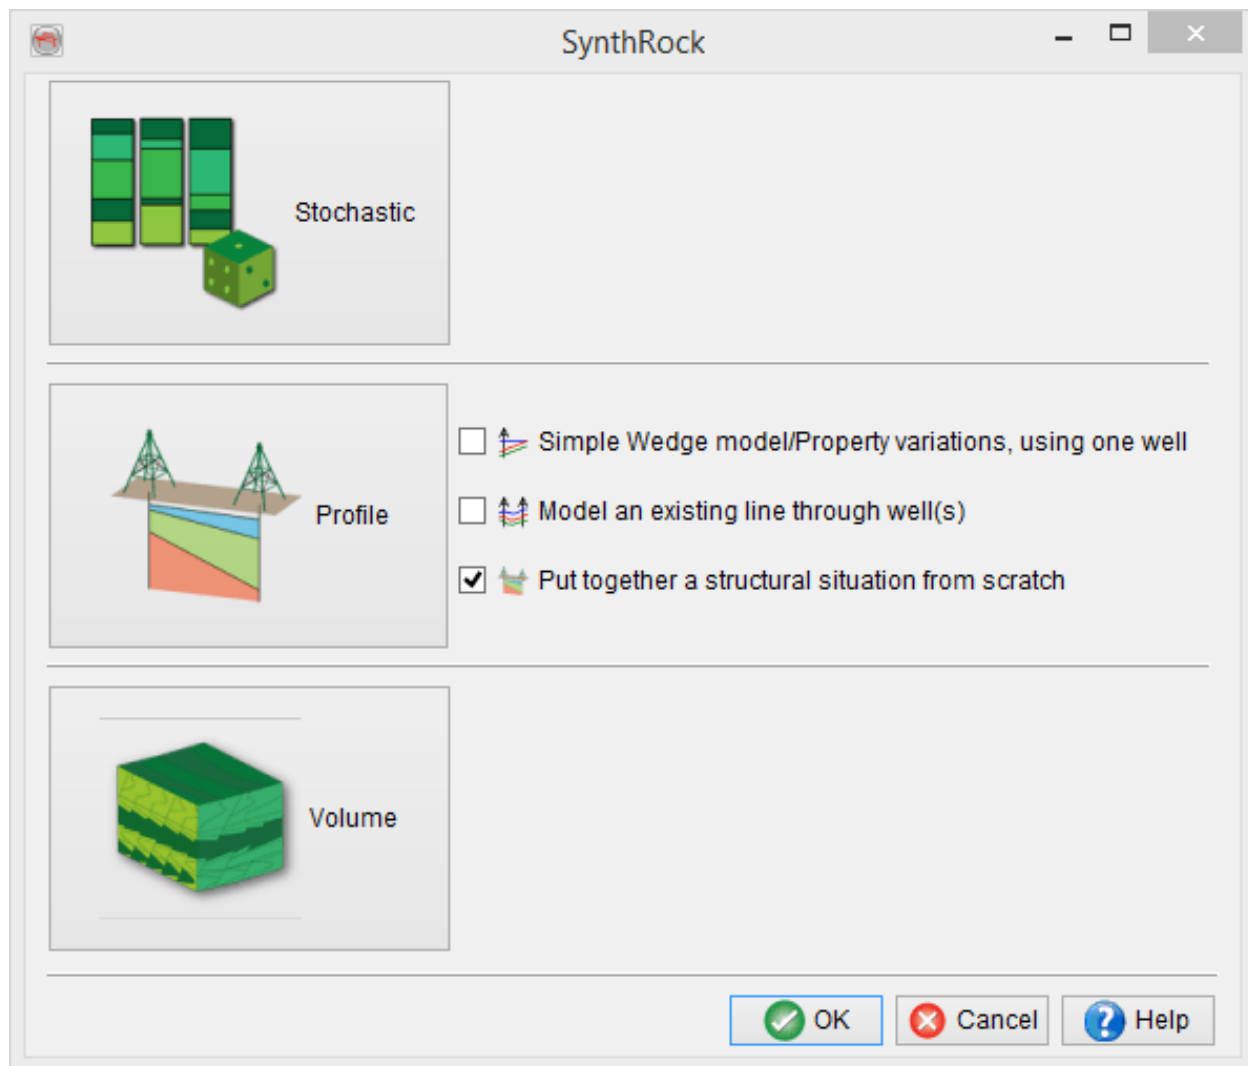 SynthRock
Stochastic
Profile
Simple Wedge model/Property variations, using one well
Model an existing line through well(s)
Put together a structural situation from scratch
Volume
OK
Cancel
Help